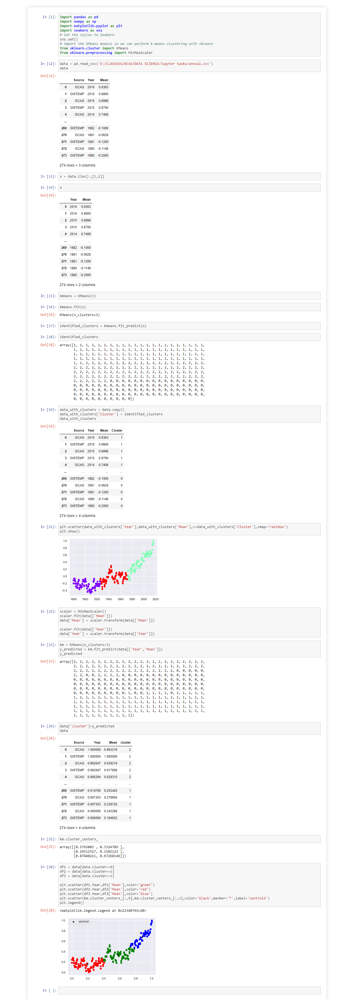 In [1]: import pandas as pd
import numpy as np
import matplotlib.pyplot as plt
import seaborn as sns
# Set the styles to Seaborn
sns.set()
# Import the KMeans module so we can perform k-means clustering with sklearn
from sklearn.cluster import KMeans
from sklearn.preprocessing import MinMaxScaler
In [12]: data = pd.read_csv('E:/CLASSESS/BCAS/DATA SCIENCE/Jupyter tasks/annual.csv')
data
Out[12]:
Source Year Mean
0 GCAG 2016 0.9363
1 GISTEMP 2016 0.9900
2 GCAG 2015 0.8998
3 GISTEMP 2015 0.8700
4 GCAG 2014 0.7408
... ... ... ...
269 GISTEMP 1882 -0.1000
270 GCAG 1881 -0.0628
271 GISTEMP 1881 -0.1200
272 GCAG 1880 -0.1148
273 GISTEMP 1880 -0.2000
274 rows × 3 columns
In [13]: x = data.iloc[:,[1,2]]
In [14]: x
Out[14]:
Year Mean
0 2016 0.9363
1 2016 0.9900
2 2015 0.8998
3 2015 0.8700
4 2014 0.7408
... ... ...
269 1882 -0.1000
270 1881 -0.0628
271 1881 -0.1200
272 1880 -0.1148
273 1880 -0.2000
274 rows × 2 columns
In [15]: kmeans = KMeans(3)
In [16]: kmeans.fit(x)
Out[16]: KMeans(n_clusters=3)
In [17]: identified_clusters = kmeans.fit_predict(x)
In [18]: identified_clusters
Out[18]: array([1, 1, 1, 1, 1, 1, 1, 1, 1, 1, 1, 1, 1, 1, 1, 1, 1, 1, 1, 1, 1, 1,
1, 1, 1, 1, 1, 1, 1, 1, 1, 1, 1, 1, 1, 1, 1, 1, 1, 1, 1, 1, 1, 1,
1, 1, 1, 1, 1, 1, 1, 1, 1, 1, 1, 1, 1, 1, 1, 1, 1, 1, 1, 1, 1, 1,
1, 1, 1, 1, 1, 1, 1, 1, 1, 1, 1, 1, 1, 1, 1, 1, 1, 1, 1, 1, 1, 1,
1, 1, 2, 2, 2, 2, 2, 2, 2, 2, 2, 2, 2, 2, 2, 2, 2, 2, 2, 2, 2, 2,
2, 2, 2, 2, 2, 2, 2, 2, 2, 2, 2, 2, 2, 2, 2, 2, 2, 2, 2, 2, 2, 2,
2, 2, 2, 2, 2, 2, 2, 2, 2, 2, 2, 2, 2, 2, 2, 2, 2, 2, 2, 2, 2, 2,
2, 2, 2, 2, 2, 2, 2, 2, 2, 2, 2, 2, 2, 2, 2, 2, 2, 2, 2, 2, 2, 2,
2, 2, 2, 2, 2, 2, 0, 0, 0, 0, 0, 0, 0, 0, 0, 0, 0, 0, 0, 0, 0, 0,
0, 0, 0, 0, 0, 0, 0, 0, 0, 0, 0, 0, 0, 0, 0, 0, 0, 0, 0, 0, 0, 0,
0, 0, 0, 0, 0, 0, 0, 0, 0, 0, 0, 0, 0, 0, 0, 0, 0, 0, 0, 0, 0, 0,
0, 0, 0, 0, 0, 0, 0, 0, 0, 0, 0, 0, 0, 0, 0, 0, 0, 0, 0, 0, 0, 0,
0, 0, 0, 0, 0, 0, 0, 0, 0, 0])
In [19]: data_with_clusters = data.copy()
data_with_clusters['Cluster'] = identified_clusters
data_with_clusters
Out[19]:
Source Year Mean Cluster
0 GCAG 2016 0.9363 1
1 GISTEMP 2016 0.9900 1
2 GCAG 2015 0.8998 1
3 GISTEMP 2015 0.8700 1
4 GCAG 2014 0.7408 1
... ... ... ... ...
269 GISTEMP 1882 -0.1000 0
270 GCAG 1881 -0.0628 0
271 GISTEMP 1881 -0.1200 0
272 GCAG 1880 -0.1148 0
273 GISTEMP 1880 -0.2000 0
274 rows × 4 columns
In [21]: plt.scatter(data_with_clusters['Year'],data_with_clusters['Mean'],c=data_with_clusters['Cluster'],cmap='rainbow')
plt.show()
1.0
0.8
0.6
0.4
0.2
0.0
−0.2
−0.4
1880 1900 1920 1940 1960 1980 2000 2020
In [22]: scaler = MinMaxScaler()
scaler.fit(data[['Mean']])
data['Mean'] = scaler.transform(data[['Mean']])
scaler.fit(data[['Year']])
data['Year'] = scaler.transform(data[['Year']])
In [23]: km = KMeans(n_clusters=3)
y_predicted = km.fit_predict(data[['Year','Mean']])
y_predicted
Out[23]: array([2, 2, 2, 2, 2, 2, 2, 2, 2, 2, 2, 2, 2, 2, 2, 2, 2, 2, 2, 2, 2, 2,
2, 2, 2, 2, 2, 2, 2, 2, 2, 2, 2, 2, 2, 2, 2, 2, 2, 2, 2, 2, 2, 2,
2, 2, 2, 2, 2, 2, 2, 2, 2, 2, 2, 2, 2, 2, 2, 2, 2, 0, 0, 0, 0, 0,
2, 2, 0, 0, 2, 2, 2, 2, 0, 0, 0, 0, 0, 0, 0, 0, 0, 0, 0, 0, 0, 0,
0, 0, 0, 0, 0, 0, 0, 0, 0, 0, 0, 0, 0, 0, 0, 0, 0, 0, 0, 0, 0, 0,
0, 0, 0, 0, 0, 0, 0, 0, 0, 0, 0, 0, 0, 0, 0, 0, 0, 0, 0, 0, 0, 0,
0, 0, 0, 0, 0, 0, 0, 0, 0, 0, 0, 0, 0, 0, 0, 0, 0, 0, 0, 0, 0, 0,
0, 0, 0, 0, 0, 0, 0, 0, 0, 1, 0, 0, 1, 1, 1, 1, 0, 1, 1, 1, 1, 1,
1, 1, 1, 1, 1, 1, 1, 1, 1, 1, 1, 1, 1, 1, 1, 1, 1, 1, 1, 1, 1, 1,
1, 1, 1, 1, 1, 1, 1, 1, 1, 1, 1, 1, 1, 1, 1, 1, 1, 1, 1, 1, 1, 1,
1, 1, 1, 1, 1, 1, 1, 1, 1, 1, 1, 1, 1, 1, 1, 1, 1, 1, 1, 1, 1, 1,
1, 1, 1, 1, 1, 1, 1, 1, 1, 1, 1, 1, 1, 1, 1, 1, 1, 1, 1, 1, 1, 1,
1, 1, 1, 1, 1, 1, 1, 1, 1, 1])
In [24]: data['cluster']=y_predicted
data
Out[24]:
Source Year Mean cluster
0 GCAG 1.000000 0.963219 2
1 GISTEMP 1.000000 1.000000 2
2 GCAG 0.992647 0.938219 2
3 GISTEMP 0.992647 0.917808 2
4 GCAG 0.985294 0.829315 2
... ... ... ... ...
269 GISTEMP 0.014706 0.253425 1
270 GCAG 0.007353 0.278904 1
271 GISTEMP 0.007353 0.239726 1
272 GCAG 0.000000 0.243288 1
273 GISTEMP 0.000000 0.184932 1
274 rows × 4 columns
In [25]: km.cluster_centers_
Out[25]: array([[0.5765003 , 0.3324789 ],
[0.19512527, 0.1582122 ],
[0.87840211, 0.67268146]])
In [28]: df1 = data[data.cluster==0]
df2 = data[data.cluster==1]
df3 = data[data.cluster==2]
plt.scatter(df1.Year,df1['Mean'],color='green')
plt.scatter(df2.Year,df2['Mean'],color='red')
plt.scatter(df3.Year,df3['Mean'],color='blue')
plt.scatter(km.cluster_centers_[:,0],km.cluster_centers_[:,1],color='black',marker='*',label='centroid')
plt.legend()
Out[28]: <matplotlib.legend.Legend at 0x223d0765cd0>
centroid
1.0
0.8
0.6
0.4
0.2
0.0
0.0 0.2 0.4 0.6 0.8 1.0
In [ ]: